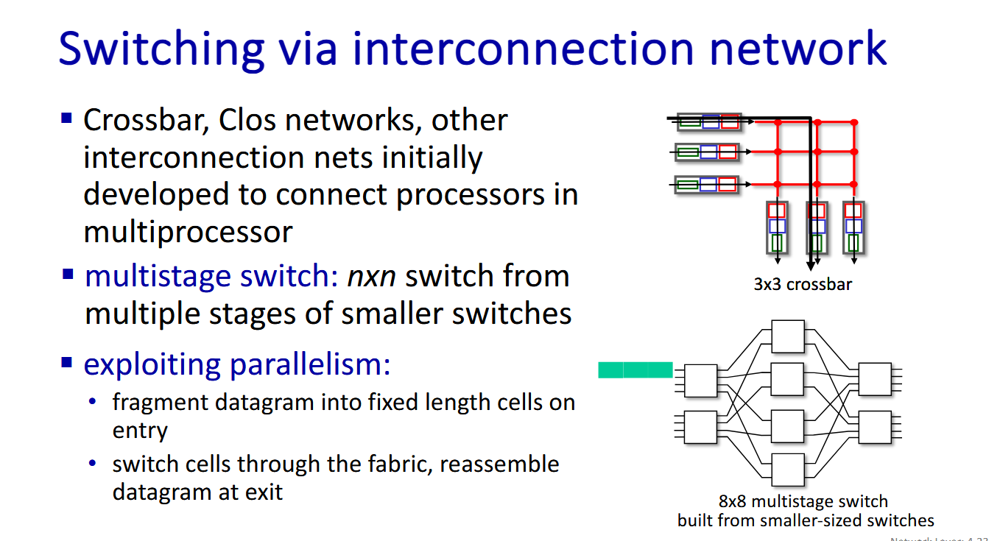 Switching via interconnection network
Crossbar, Clos networks, other
interconnection nets initially
developed to connect processors in
multiprocessor
multistage switch: nxn switch from
multiple stages of smaller switches
exploiting parallelism:
fragment datagram into fixed length cells on
entry
switch cells through the fabric, reassemble
datagram at exit
3x3 crossbar
8x8 multistage switch
built from smaller-sized switches